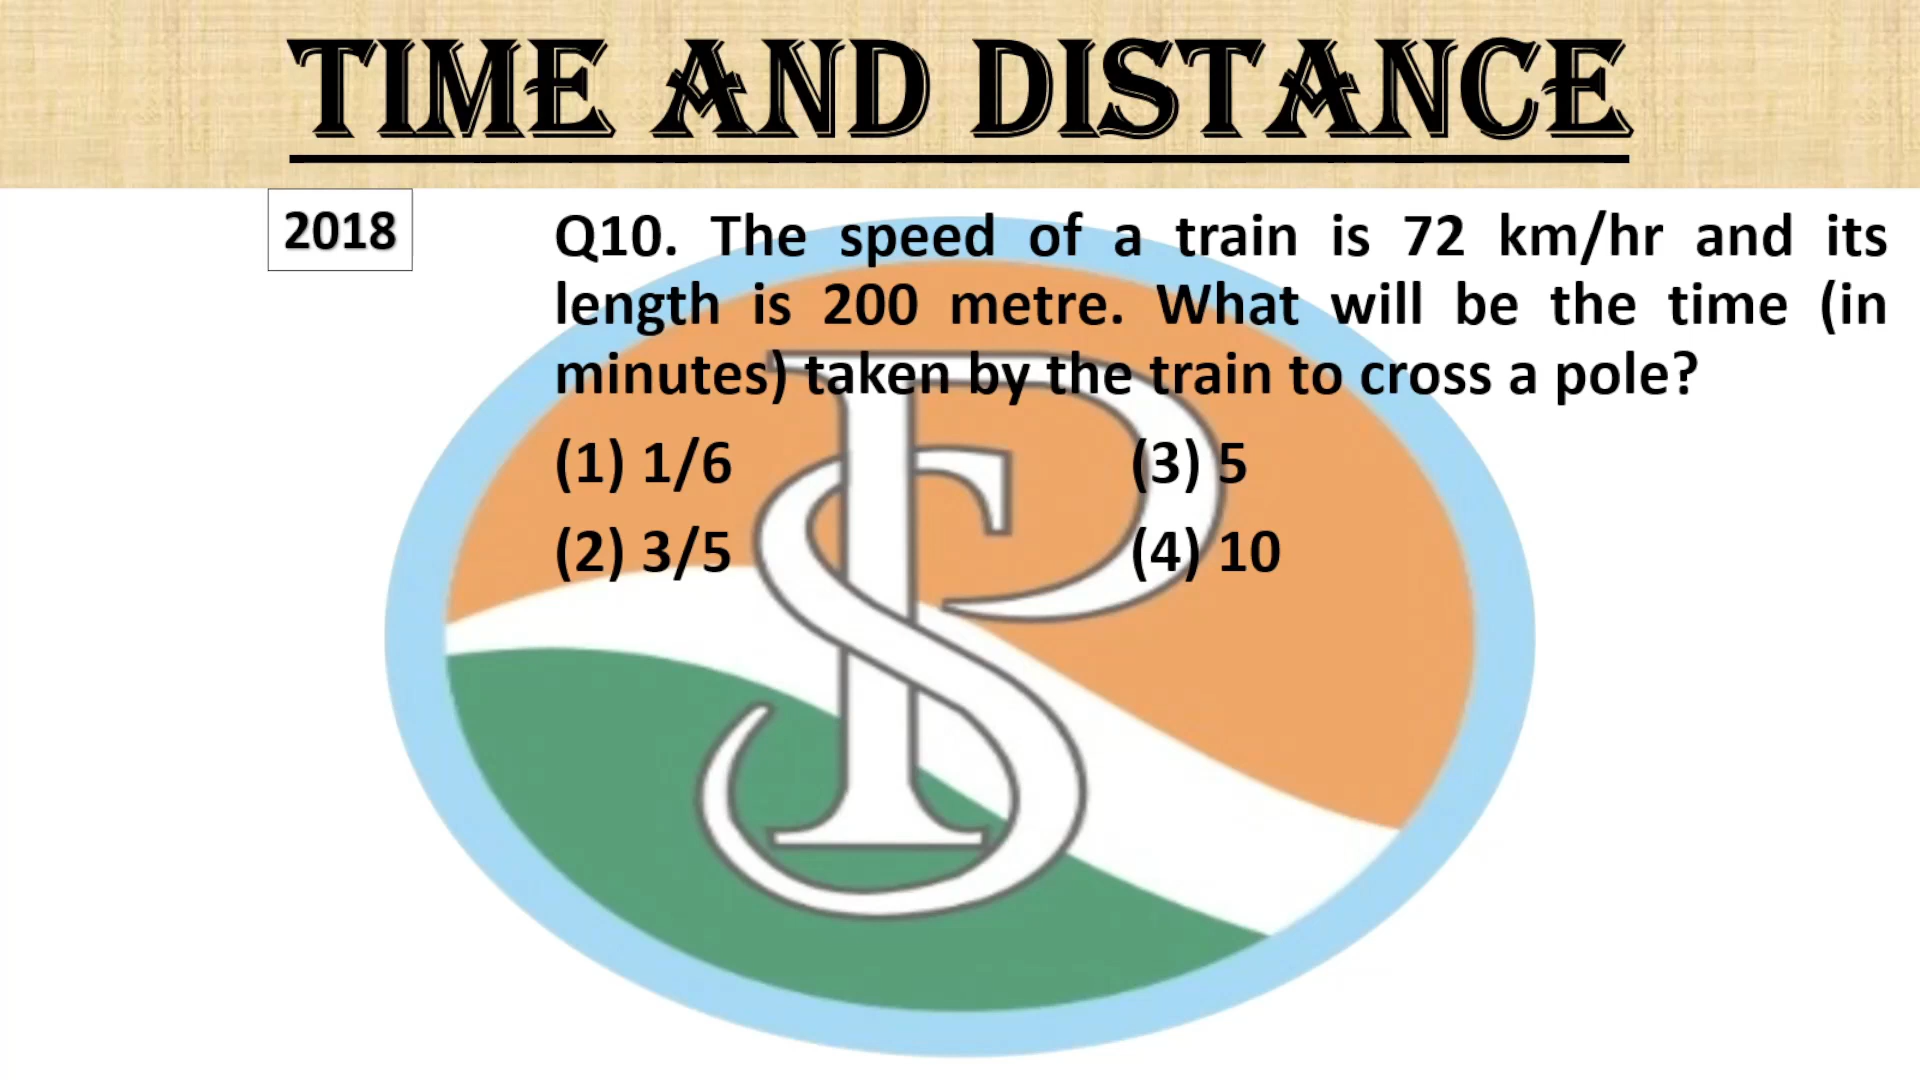 TIME AND DISTANCE
2018
Q10. The speed of a train is 72 km/hr and its
length is 200 metre. What will be the time (in
minutes) taken by the train to cross a pole?
(1) 1/6 (3) 5
(2) 3/5 (4) 10